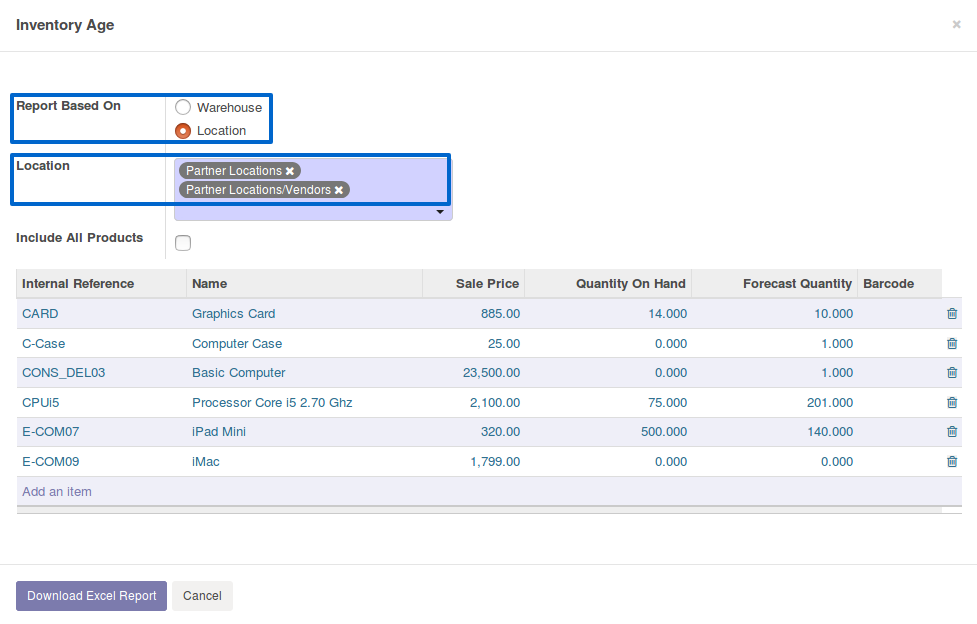 Inventory Age ×
Report Based On Warehouse
Location
Location Partner Locations ✖
Partner Locations/Vendors ✖
Include All Products
Internal Reference Name Sale Price Quantity On Hand Forecast Quantity Barcode
CARD Graphics Card 885.00 14.000 10.000
C-Case Computer Case 25.00 0.000 1.000
CONS_DEL03 Basic Computer 23,500.00 0.000 1.000
CPUi5 Processor Core i5 2.70 Ghz 2,100.00 75.000 201.000
E-COM07 iPad Mini 320.00 500.000 140.000
E-COM09 iMac 1,799.00 0.000 0.000
Add an item
Download Excel Report Cancel